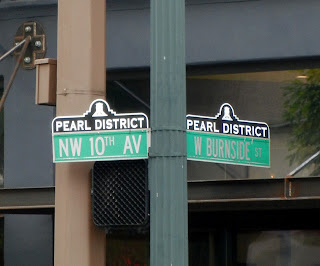 PEARL DISTRICT
NW 10TH AV
PEARL DISTRICT
W BURNSIDE ST